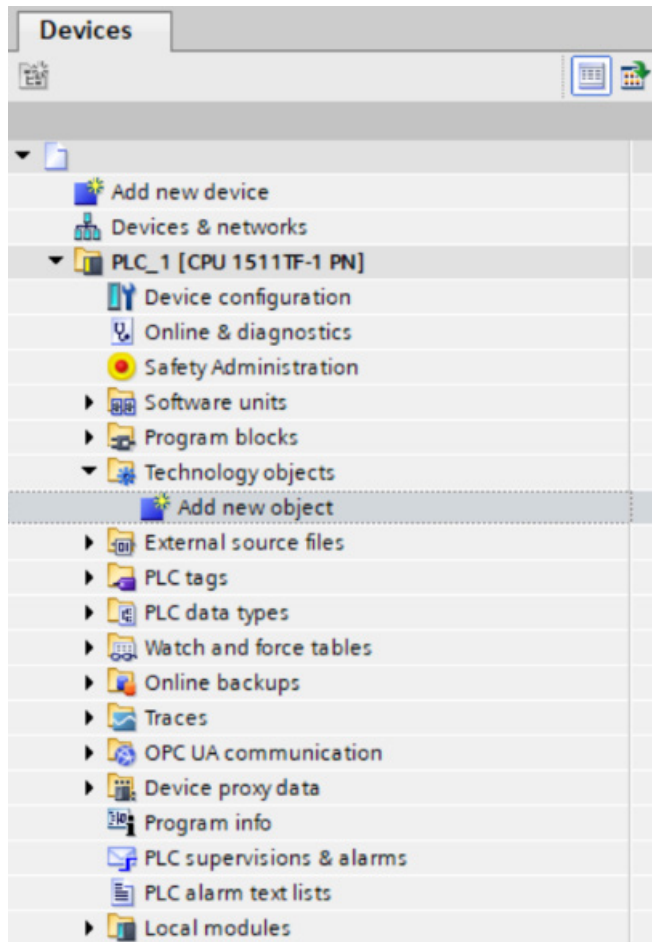 Devices
Add new device
Devices & networks
PLC_1 [CPU 1511TF-1 PN]
Device configuration
Online & diagnostics
Safety Administration
Software units
Program blocks
Technology objects
Add new object
External source files
PLC tags
PLC data types
Watch and force tables
Online backups
Traces
OPC UA communication
Device proxy data
Program info
PLC supervisions & alarms
PLC alarm text lists
Local modules